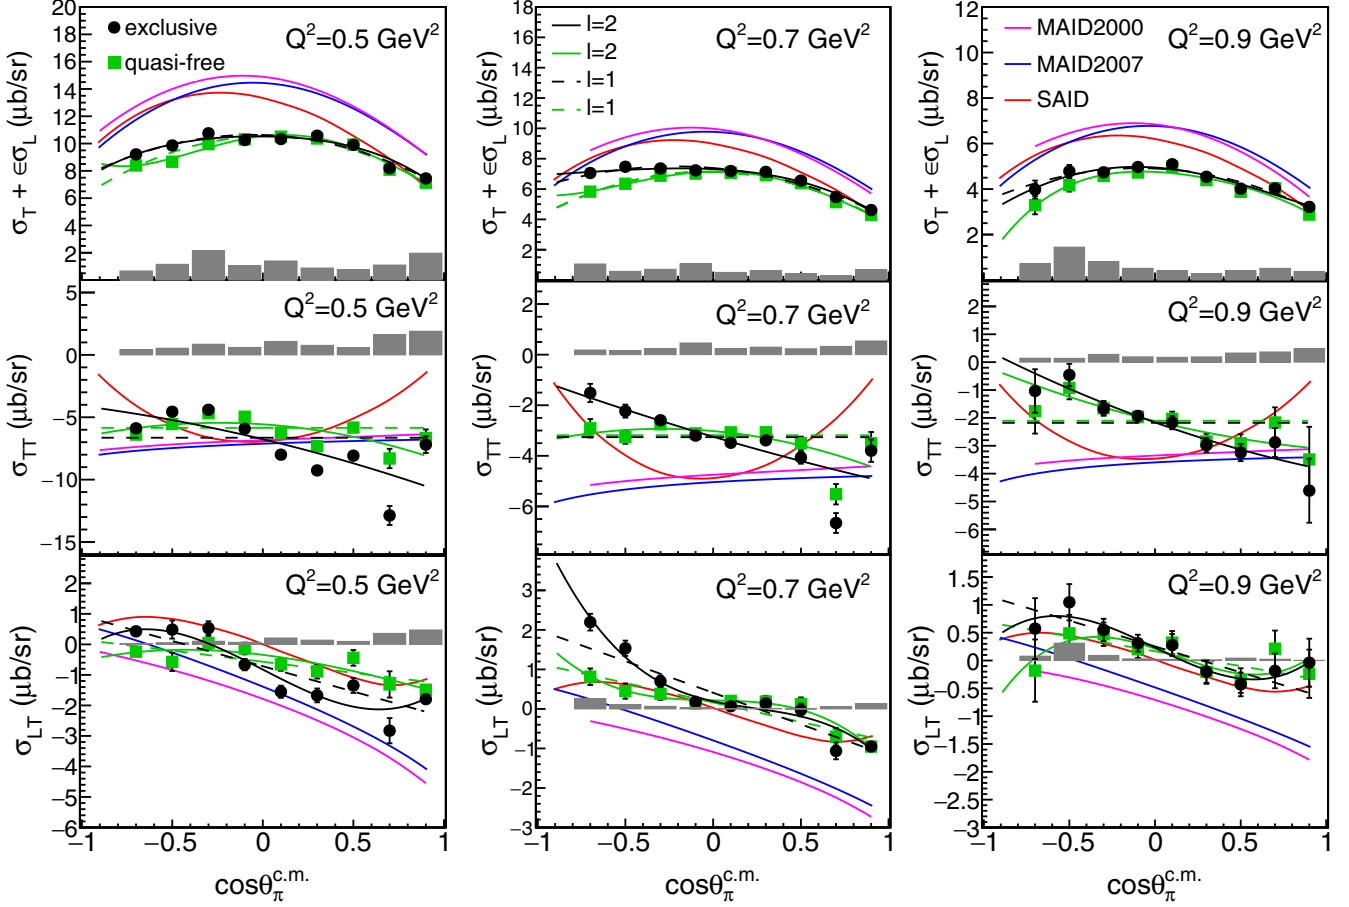 20
18
16
14
12
10
8
6
4
2
σT + ϵσL (μb/sr)
exclusive
quasi-free
Q²=0.5 GeV²
18
16
14
12
10
8
6
4
2
σT + ϵσL (μb/sr)
l=2
l=2
l=1
l=1
Q²=0.7 GeV²
12
10
8
6
4
2
σT + ϵσL (μb/sr)
MAID2000
MAID2007
SAID
Q²=0.9 GeV²
5
0
−5
−10
−15
σTT (μb/sr)
Q²=0.5 GeV²
2
0
−2
−4
−6
σTT (μb/sr)
Q²=0.7 GeV²
2
1
0
−1
−2
−3
−4
−5
−6
σTT (μb/sr)
Q²=0.9 GeV²
2
1
0
−1
−2
−3
−4
−5
−6
σLT (μb/sr)
Q²=0.5 GeV²
3
2
1
0
−1
−2
−3
σLT (μb/sr)
Q²=0.7 GeV²
1.5
1
0.5
0
−0.5
−1
−1.5
−2
−2.5
−3
σLT (μb/sr)
Q²=0.9 GeV²
−1 −0.5 0 0.5 1
−0.5 0 0.5 1
−1 −0.5 0 0.5 1
cosθπc.m.
cosθπc.m.
cosθπc.m.